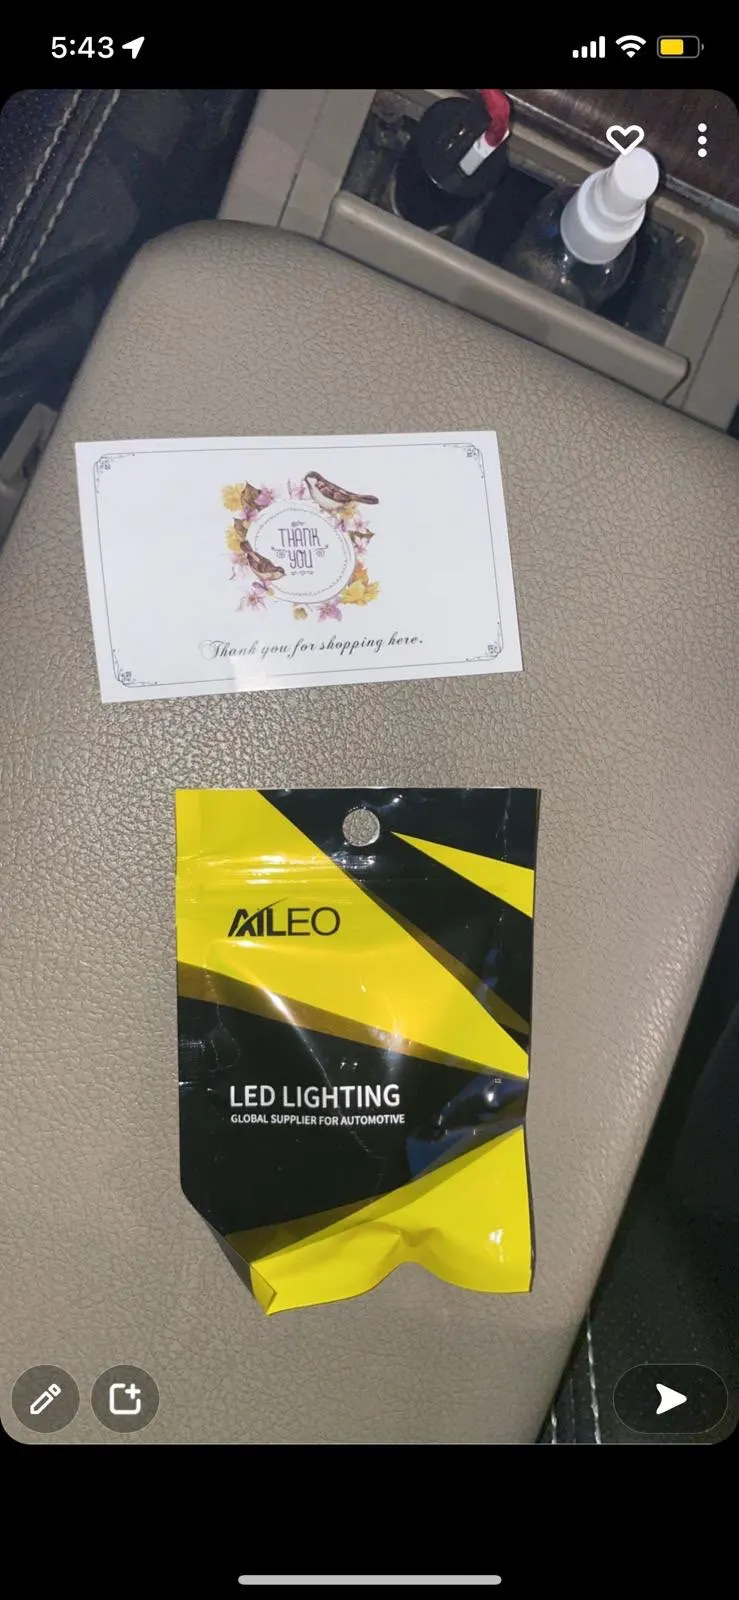 5:43
THANK
YOU
Thank you for shopping here.
AILEO
LED LIGHTING
GLOBAL SUPPLIER FOR AUTOMOTIVE